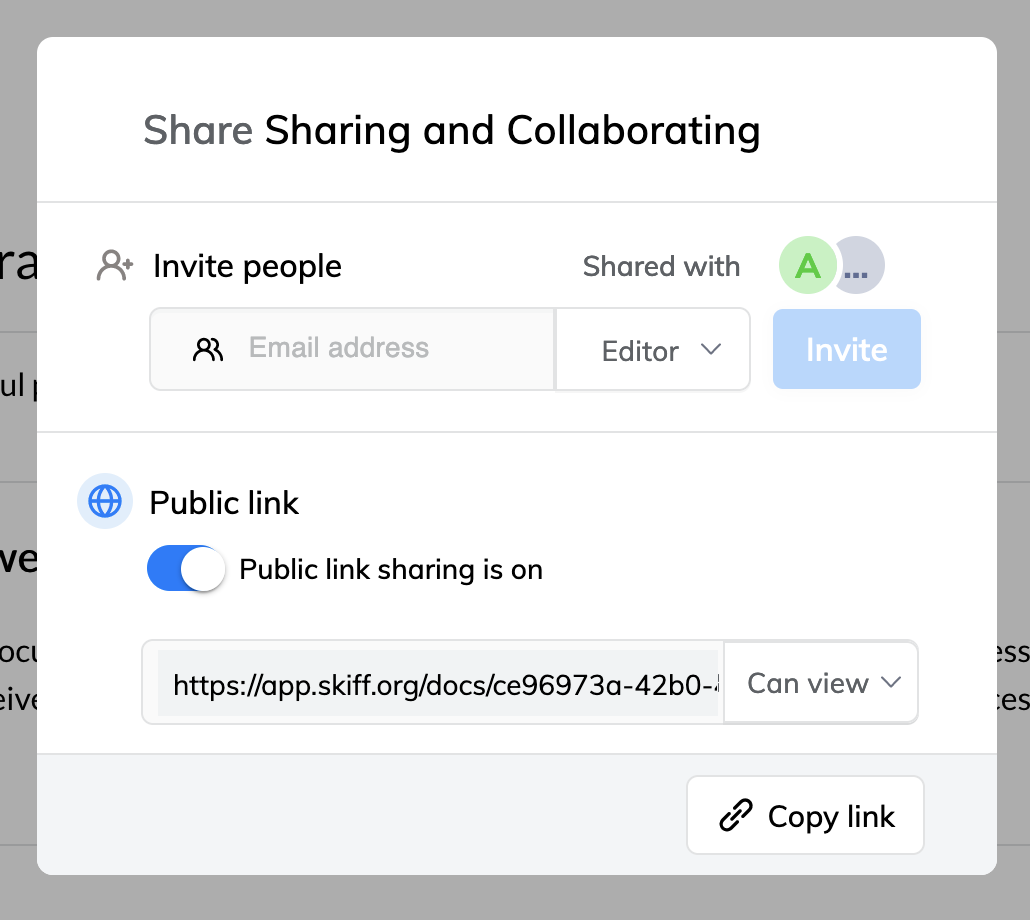 Share Sharing and Collaborating
Invite people
Shared with
A ...
Email address
Editor
Invite
Public link
Public link sharing is on
https://app.skiff.org/docs/ce96973a-42b0-
Can view
Copy link